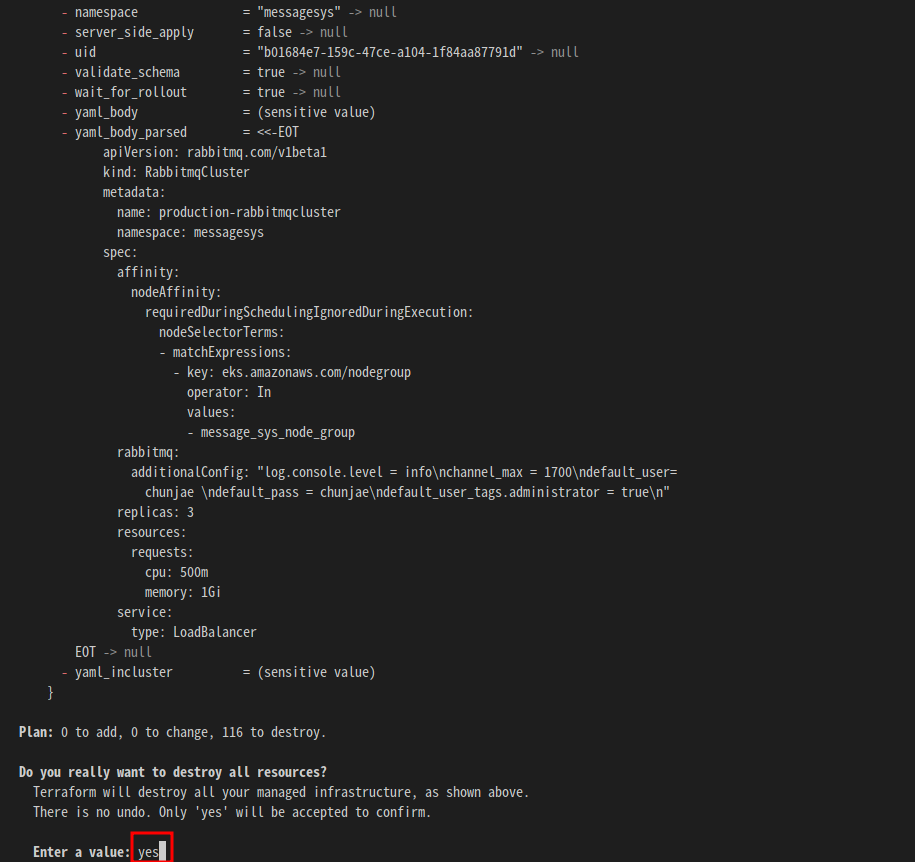 - namespace = "messagesys" -> null
- server_side_apply = false -> null
- uid = "b01684e7-159c-47ce-a104-1f84aa87791d" -> null
- validate_schema = true -> null
- wait_for_rollout = true -> null
- yaml_body = (sensitive value)
- yaml_body_parsed = <<-EOT
apiVersion: rabbitmq.com/v1beta1
kind: RabbitmqCluster
metadata:
name: production-rabbitmqcluster
namespace: messagesys
spec:
affinity:
nodeAffinity:
requiredDuringSchedulingIgnoredDuringExecution:
nodeSelectorTerms:
- matchExpressions:
- key: eks.amazonaws.com/nodegroup
operator: In
values:
- message_sys_node_group
rabbitmq:
additionalConfig: "log.console.level = info\nchannel_max = 1700\ndefault_user=
chunjae \ndefault_pass = chunjae\ndefault_user_tags.administrator = true\n"
replicas: 3
resources:
requests:
cpu: 500m
memory: 1Gi
service:
type: LoadBalancer
EOT -> null
- yaml_incluster = (sensitive value)
}
Plan: 0 to add, 0 to change, 116 to destroy.
Do you really want to destroy all resources?
Terraform will destroy all your managed infrastructure, as shown above.
There is no undo. Only 'yes' will be accepted to confirm.
Enter a value: yes